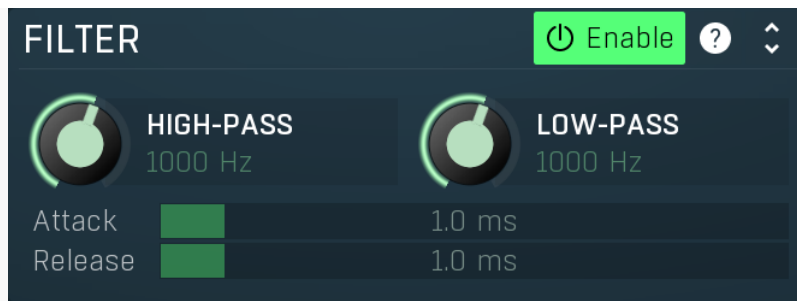 FILTER
Enable
?
HIGH-PASS
1000 Hz
LOW-PASS
1000 Hz
Attack 1.0 ms
Release 1.0 ms